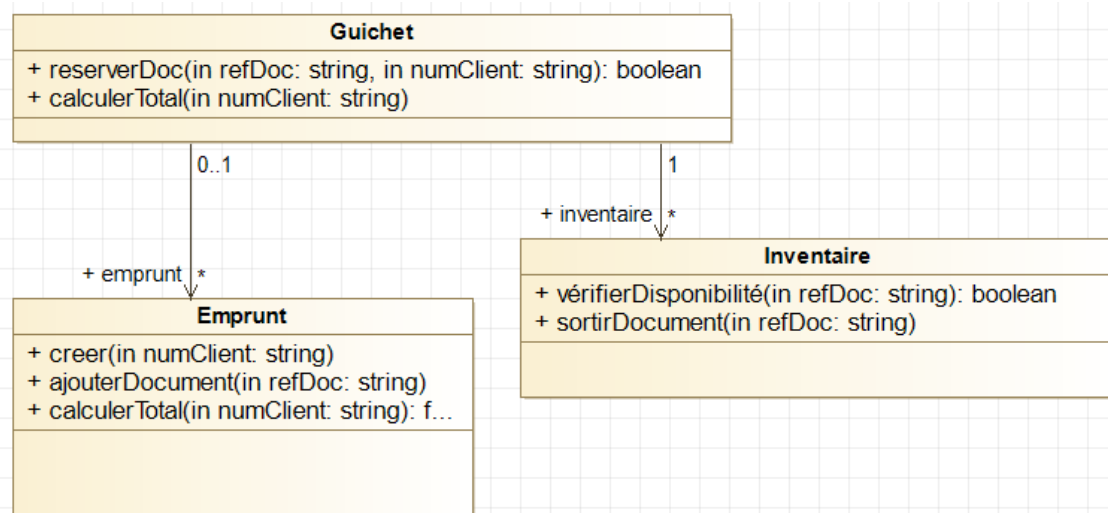 Guichet
+ reserverDoc(in refDoc: string, in numClient: string): boolean
+ calculerTotal(in numClient: string)
0..1
1
+ inventaire *
+ emprunt *
Inventaire
+ vérifierDisponibilité(in refDoc: string): boolean
+ sortirDocument(in refDoc: string)
Emprunt
+ creer(in numClient: string)
+ ajouterDocument(in refDoc: string)
+ calculerTotal(in numClient: string): f...